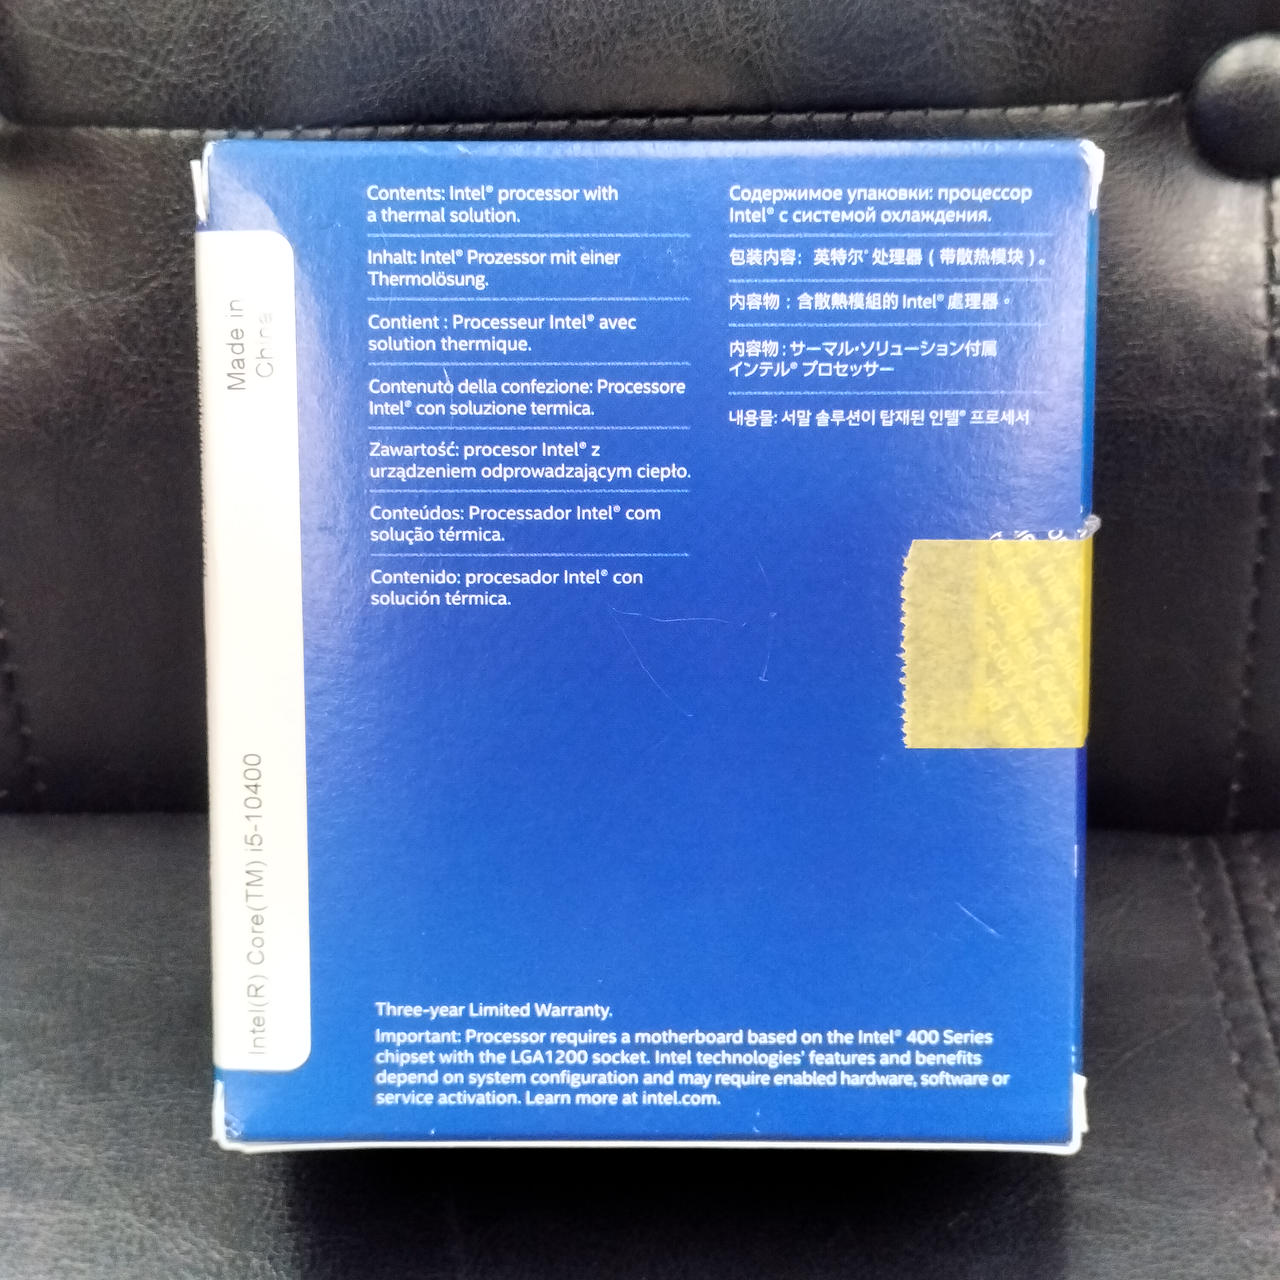 Made in
China
Intel(R) Core(TM) i5-10400
Contents: Intel® processor with
a thermal solution.
Inhalt: Intel® Prozessor mit einer
Thermolösung.
Contient : Processeur Intel® avec
solution thermique.
Contenuto della confezione: Processore
Intel® con soluzione termica.
Zawartość: procesor Intel® z
urządzeniem odprowadzającym ciepło.
Conteúdos: Processador Intel® com
solução térmica.
Contenido: procesador Intel® con
solución térmica.
Содержимое упаковки: процессор
Intel® с системой охлаждения.
包装内容：英特尔® 处理器 ( 带散热模块 )。
內容物：含散熱模組的 Intel® 處理器。
内容物 : サーマル･ソリューション付属
インテル® プロセッサー
내용물: 서말 솔루션이 탑재된 인텔® 프로세서
Three-year Limited Warranty.
Important: Processor requires a motherboard based on the Intel® 400 Series
chipset with the LGA1200 socket. Intel technologies’ features and benefits
depend on system configuration and may require enabled hardware, software or
service activation. Learn more at intel.com.